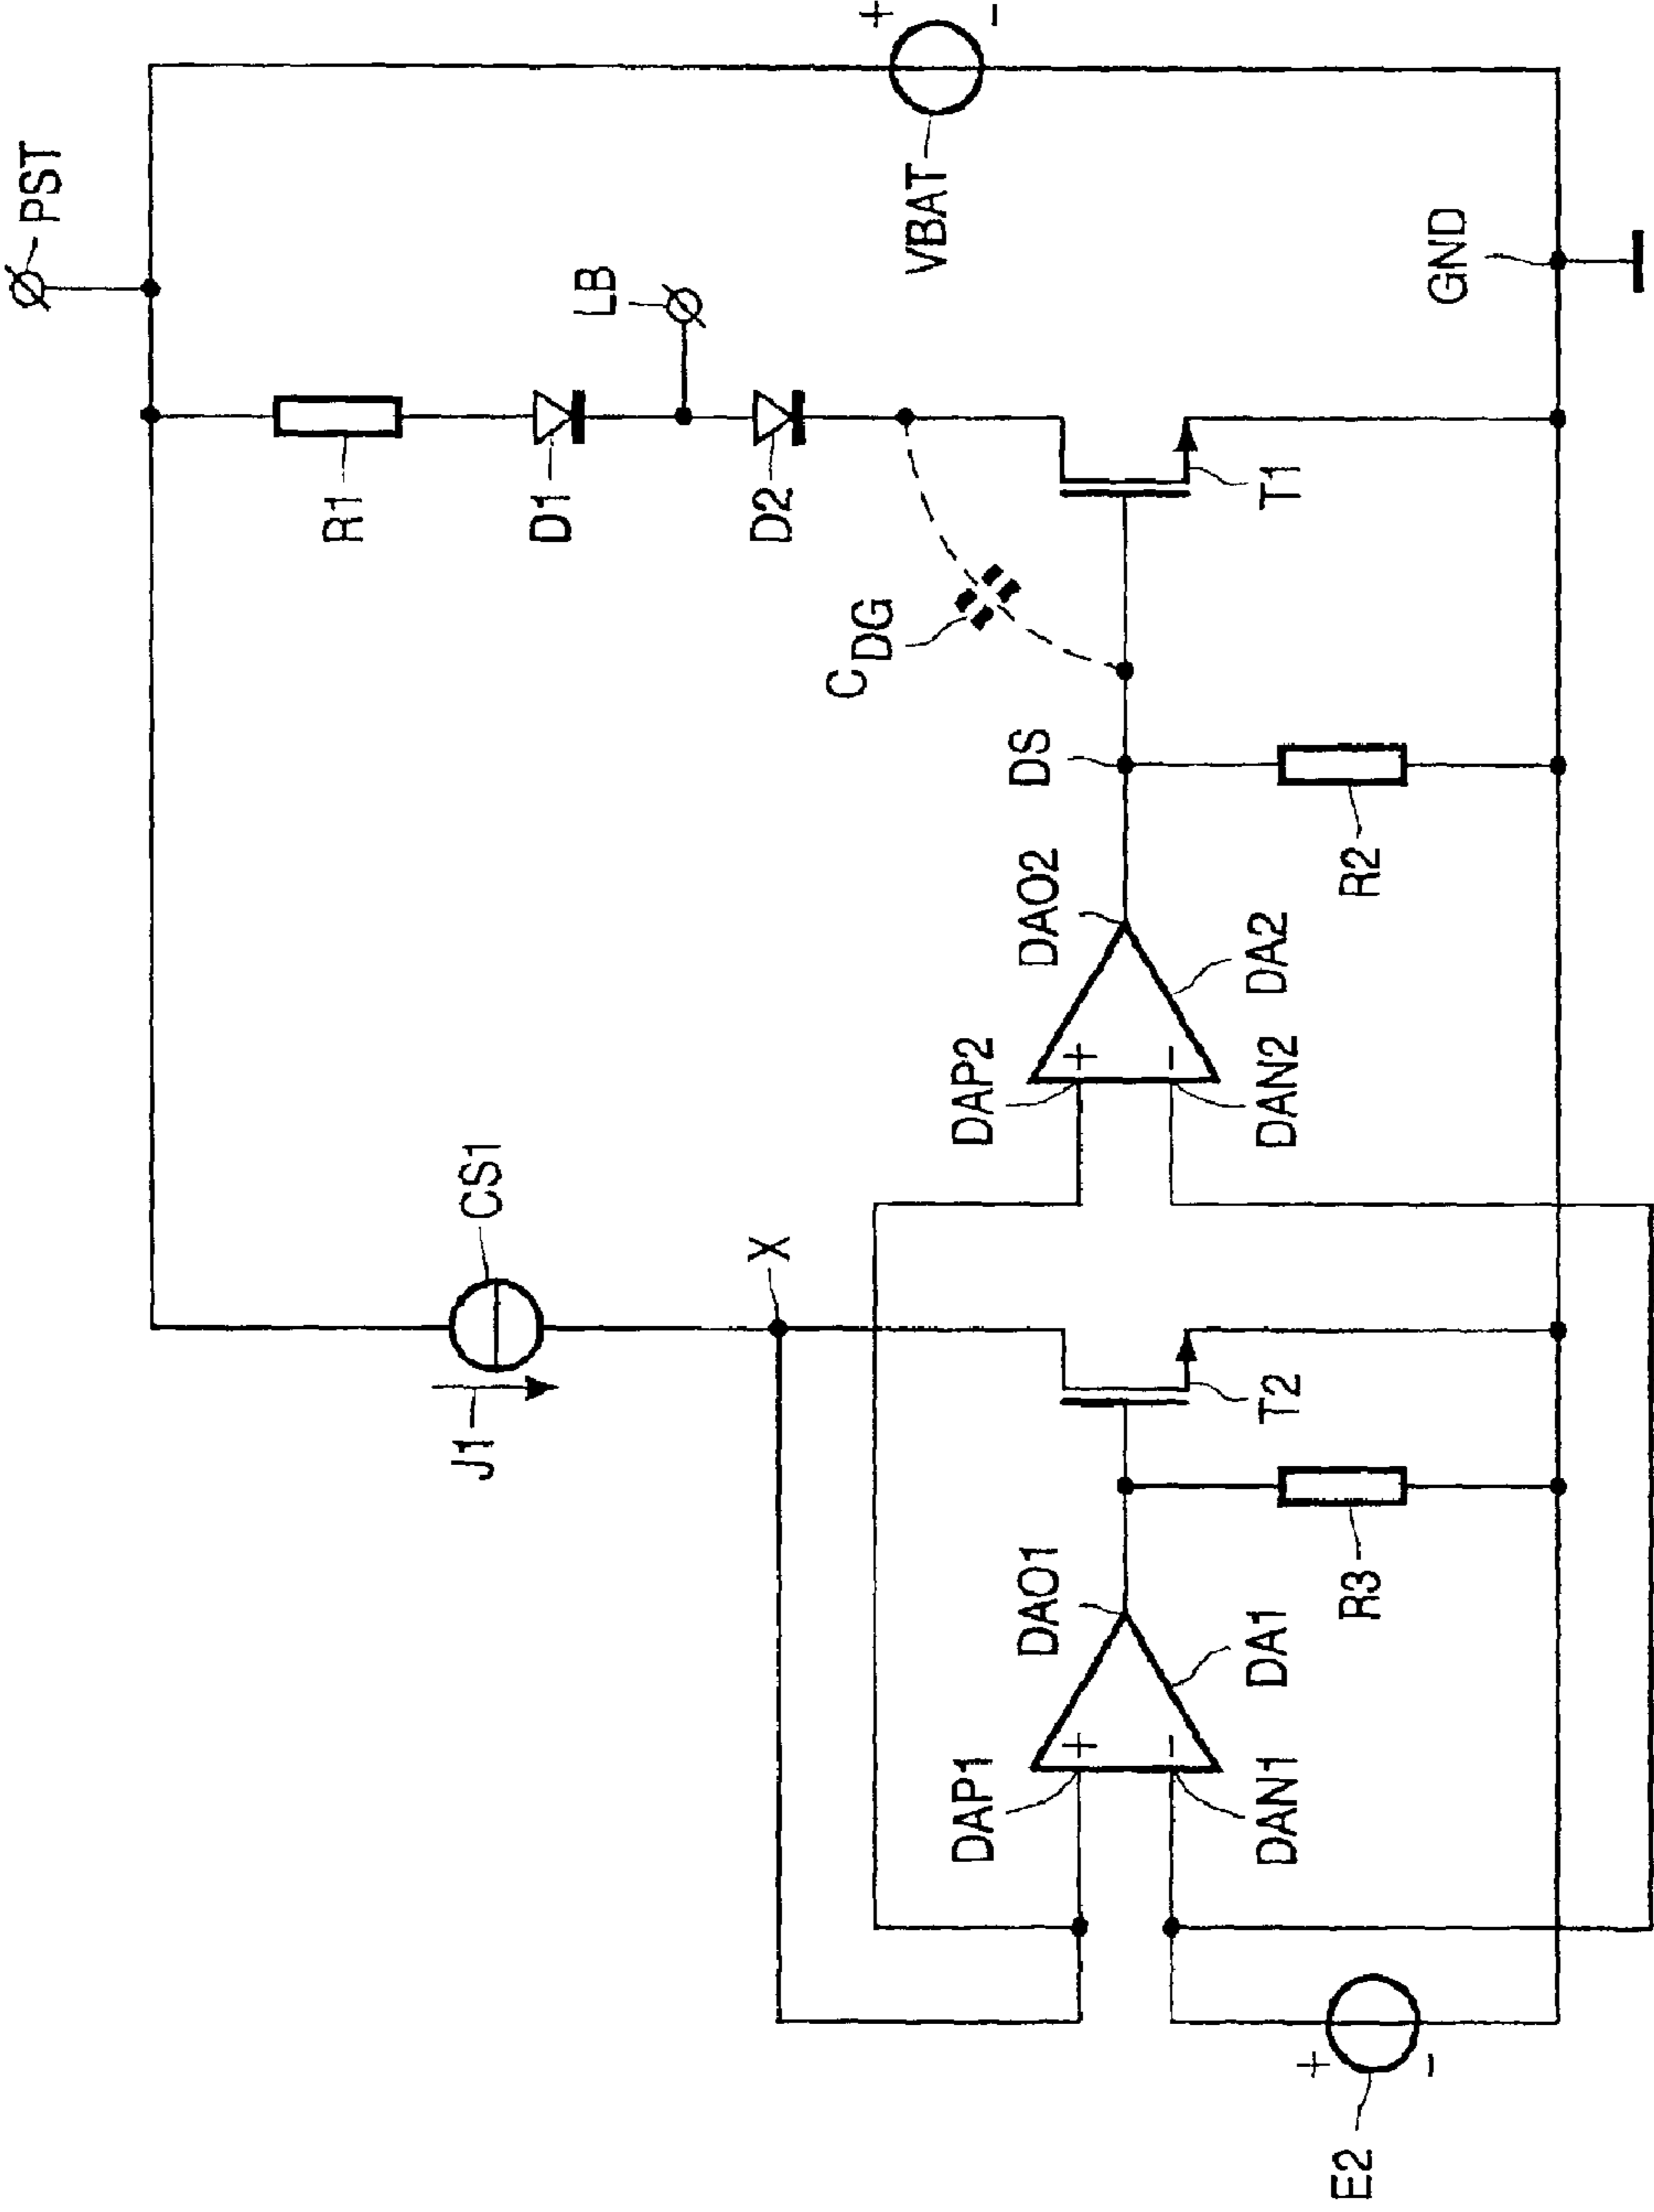 PST
+
-
VBAT
LB
R1
D1
D2
C DG
T1
GND
CS1
J1
X
DS
R2
DAO2
DA2
DAP2
+
-
DAN2
T2
R3
DAO1
DA1
DAP1
+
-
DAN1
E2
+
-